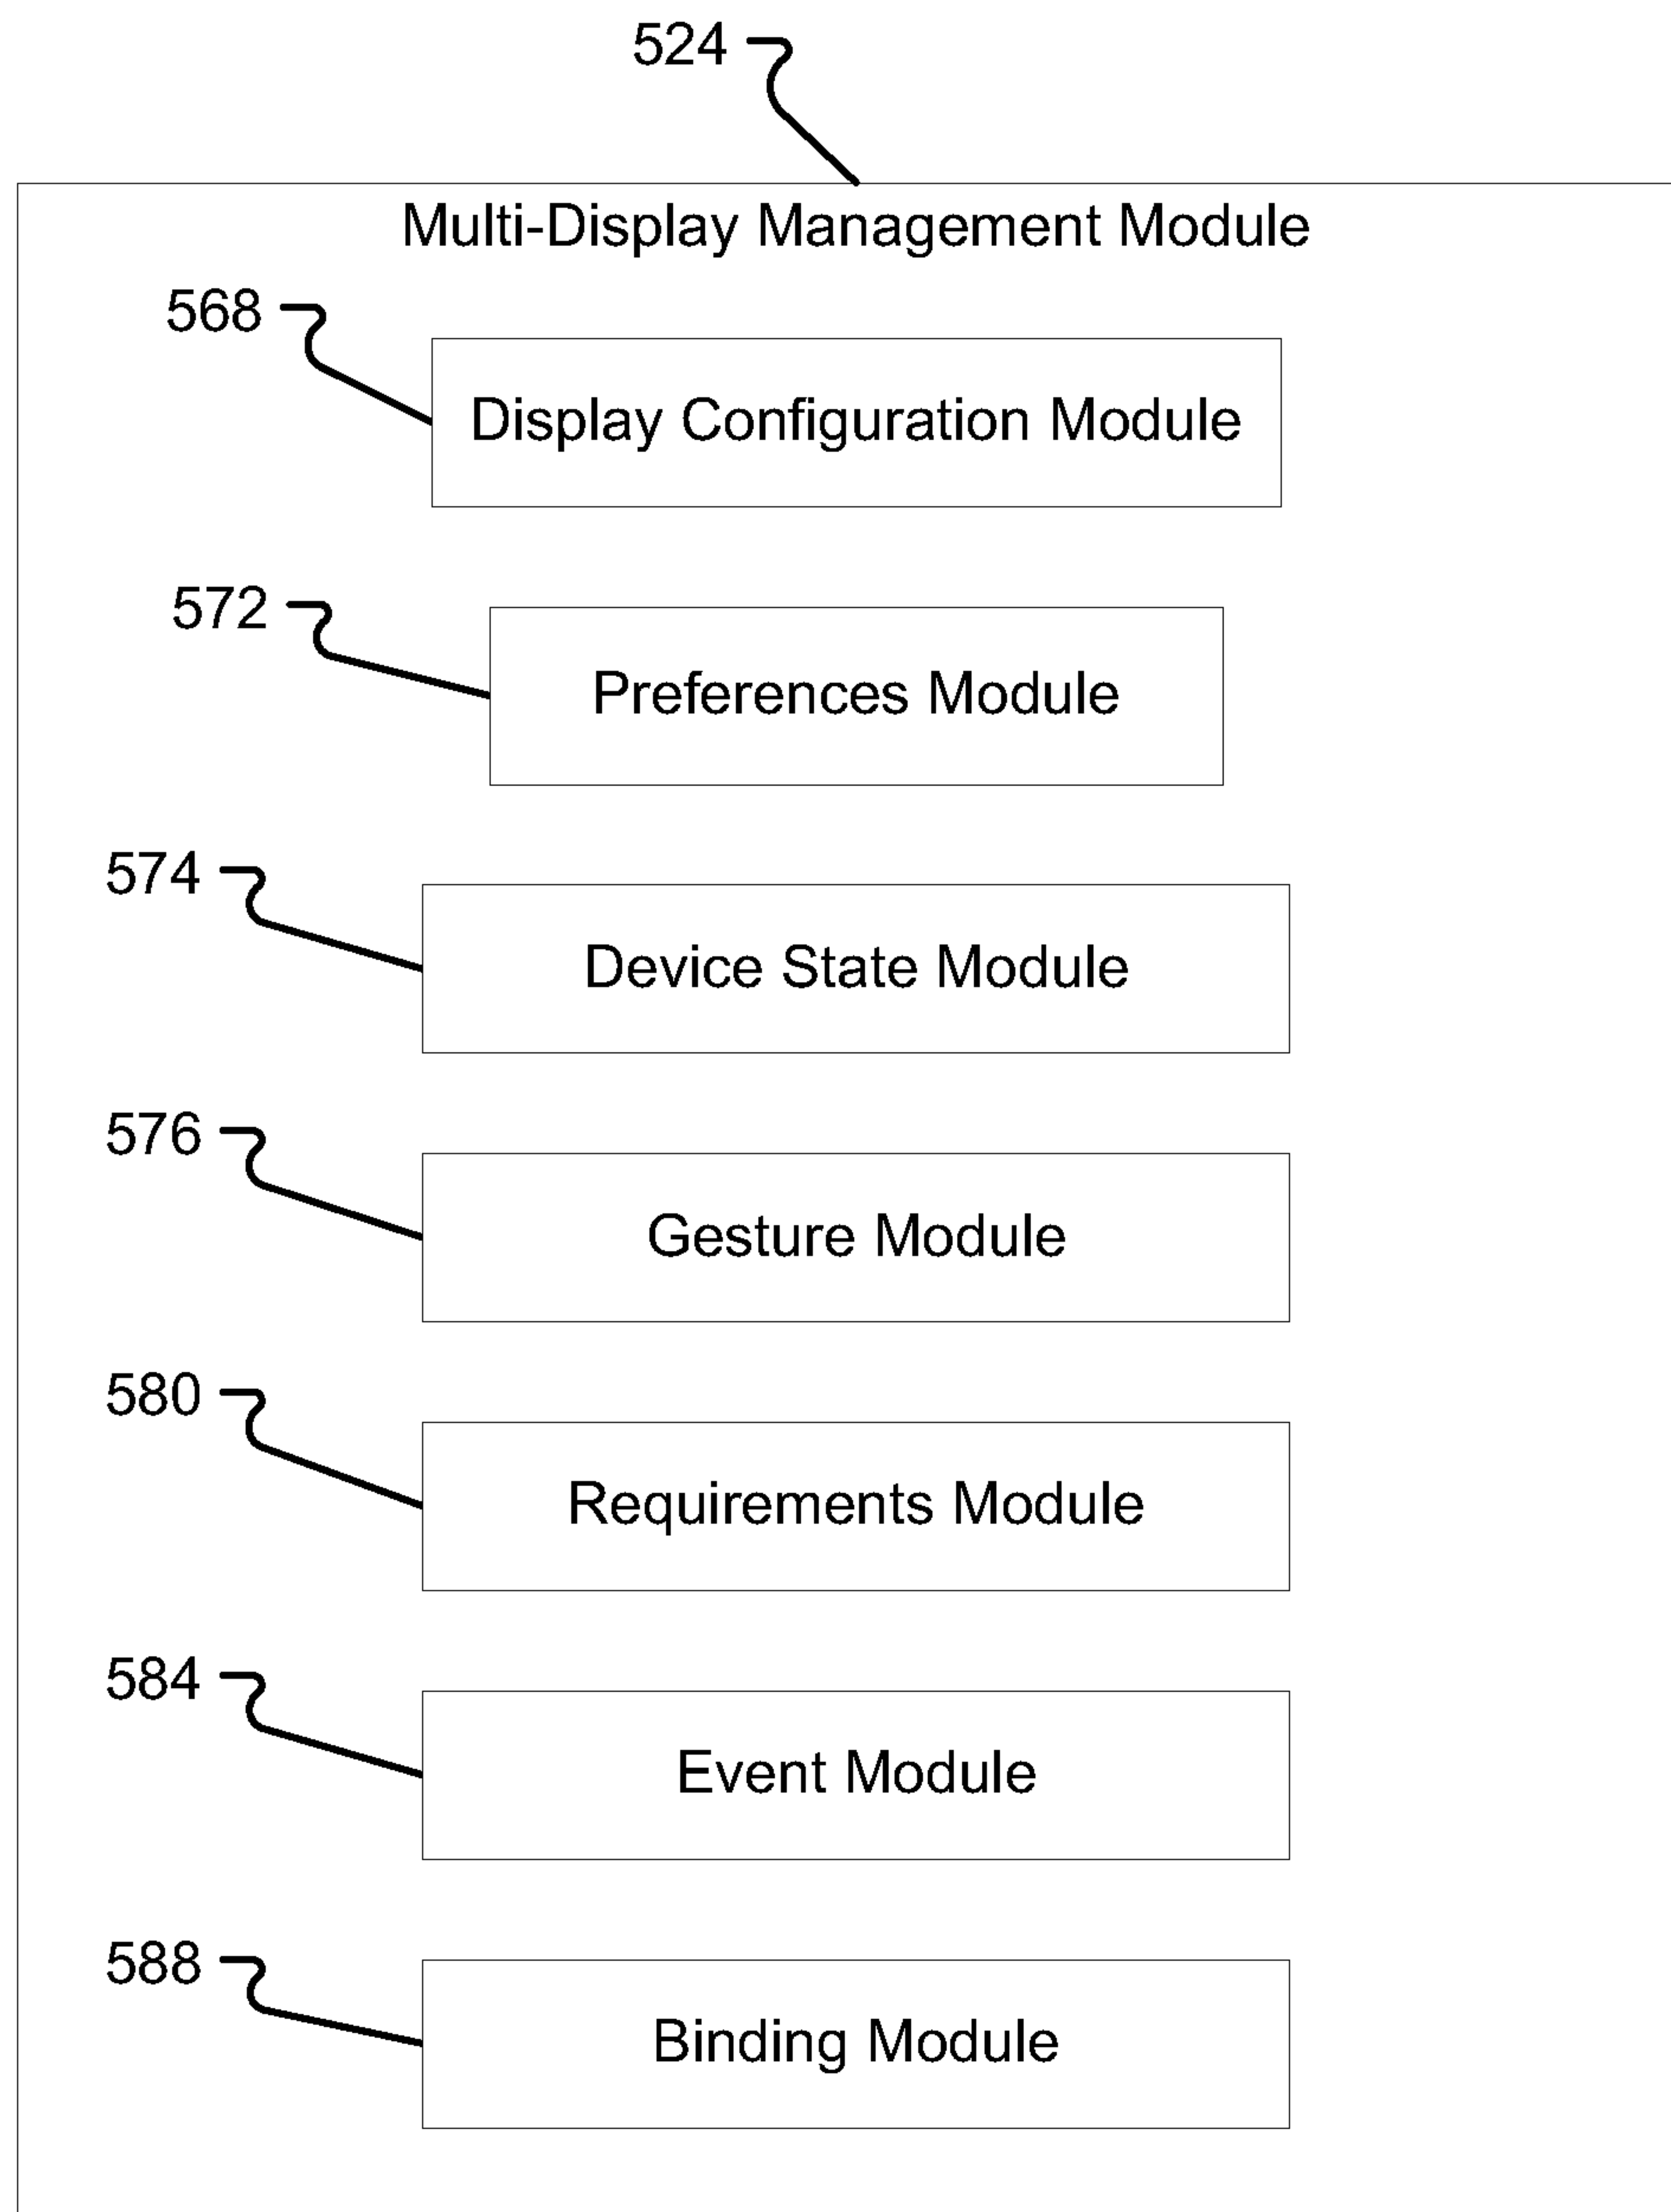 524
Multi-Display Management Module
568
Display Configuration Module
572
Preferences Module
574
Device State Module
576
Gesture Module
580
Requirements Module
584
Event Module
588
Binding Module